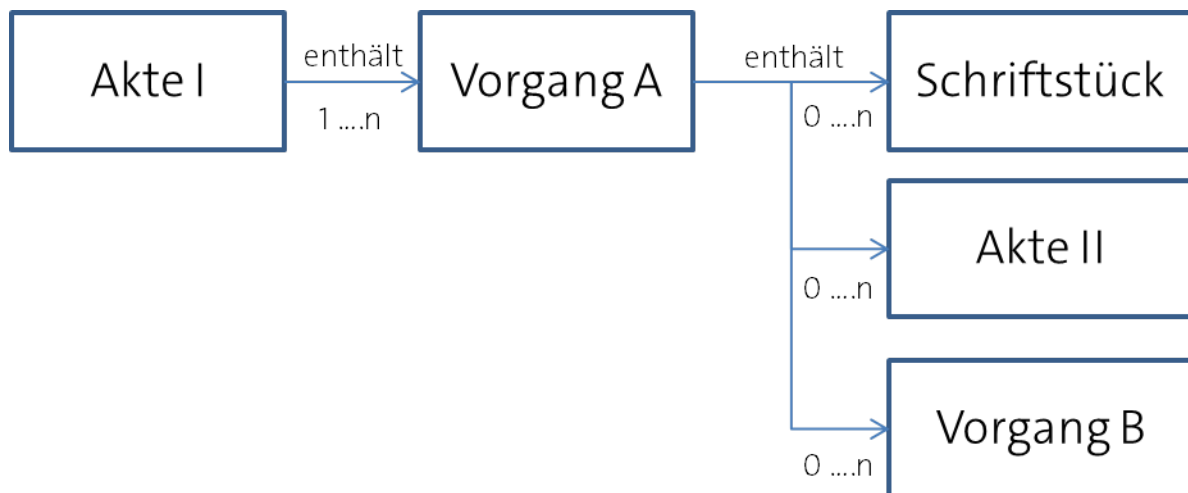 Akte I
enthält
1 ....n
Vorgang A
enthält
0 ....n
Schriftstück
0 ....n
Akte II
0 ....n
Vorgang B